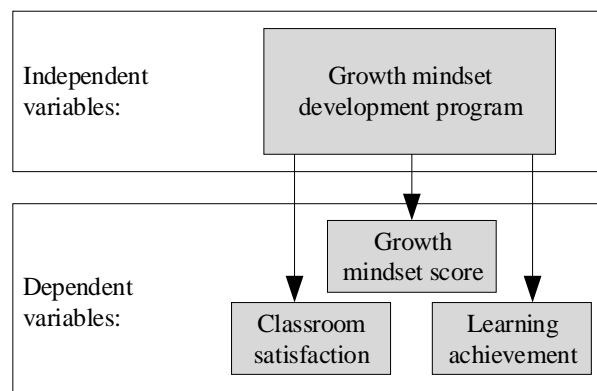 Independent
variables:
Growth mindset
development program
Dependent
variables:
Growth
mindset score
Classroom
satisfaction
Learning
achievement